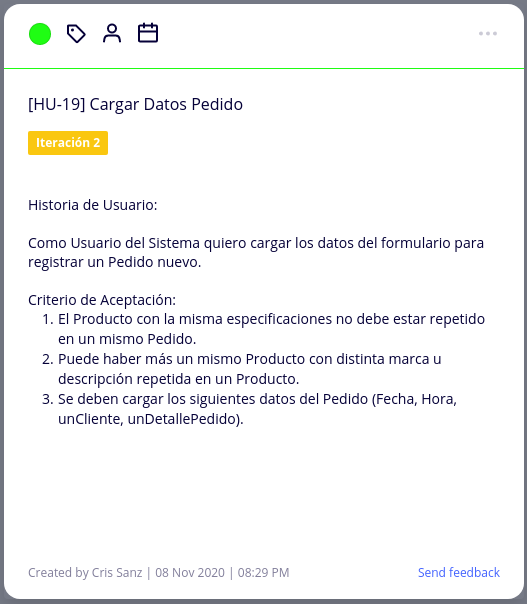 [HU-19] Cargar Datos Pedido
Iteración 2
Historia de Usuario:
Como Usuario del Sistema quiero cargar los datos del formulario para
registrar un Pedido nuevo.
Criterio de Aceptación:
1. El Producto con la misma especificaciones no debe estar repetido
en un mismo Pedido.
2. Puede haber más un mismo Producto con distinta marca u
descripción repetida en un Producto.
3. Se deben cargar los siguientes datos del Pedido (Fecha, Hora,
unCliente, unDetallePedido).
Created by Cris Sanz | 08 Nov 2020 | 08:29 PM
Send feedback